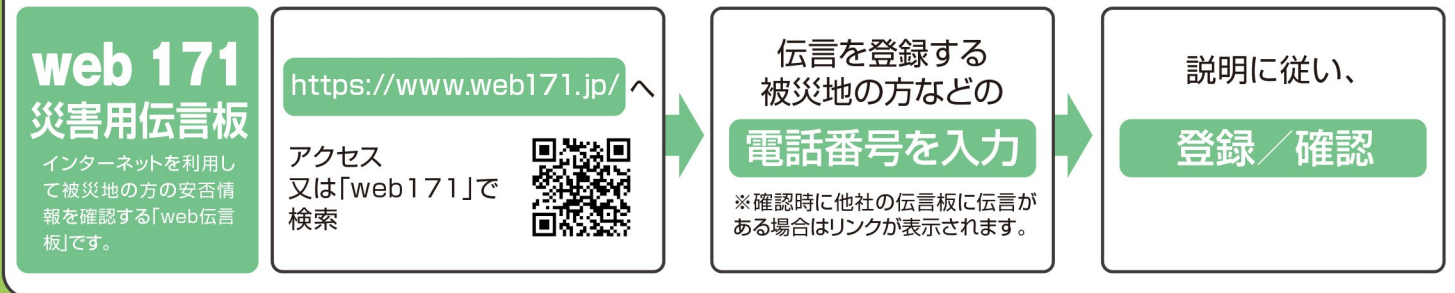 web 171
災害用伝言板
インターネットを利用し
て被災地の方の安否情
報を確認する「web伝言
板」です。
https://www.web171.jp/ へ
アクセス
又は「web171」で
検索
伝言を登録する
被災地の方などの
電話番号を入力
※確認時に他社の伝言板に伝言が
ある場合はリンクが表示されます。
説明に従い、
登録／確認